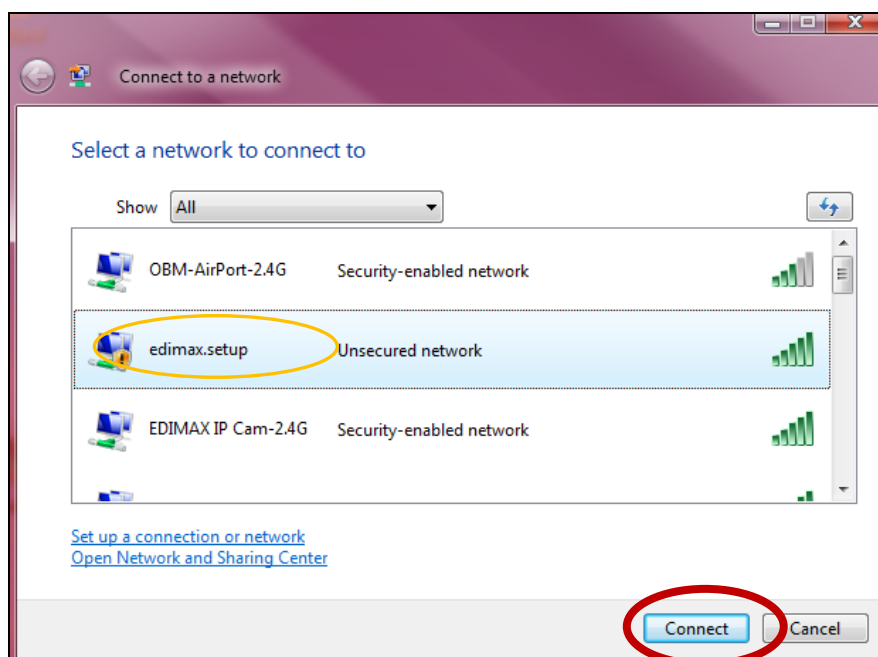 Connect to a network
Select a network to connect to
Show All
OBM-AirPort-2.4G Security-enabled network
edimax.setup Unsecured network
EDIMAX IP Cam-2.4G Security-enabled network
Set up a connection or network
Open Network and Sharing Center
Connect Cancel